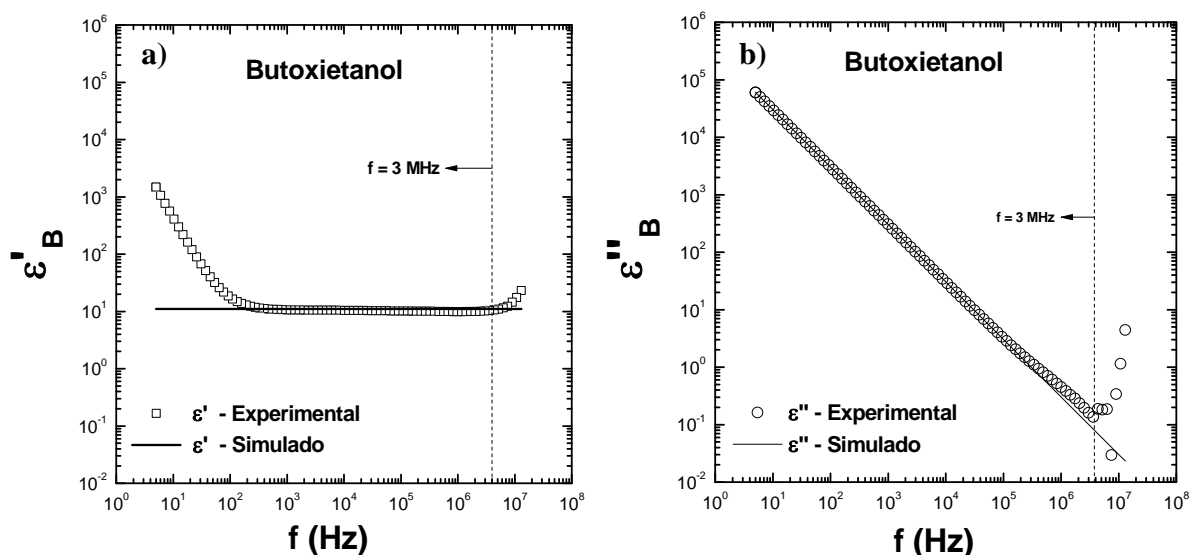 a)
Butoxietanol
f = 3 MHz
ε' - Experimental
ε' - Simulado
ε'B
10^6
10^5
10^4
10^3
10^2
10^1
10^0
10^-1
10^-2
10^0 10^1 10^2 10^3 10^4 10^5 10^6 10^7 10^8
f (Hz)
b)
Butoxietanol
f = 3 MHz
ε'' - Experimental
ε'' - Simulado
ε''B
10^6
10^5
10^4
10^3
10^2
10^1
10^0
10^-1
10^-2
10^0 10^1 10^2 10^3 10^4 10^5 10^6 10^7 10^8
f (Hz)